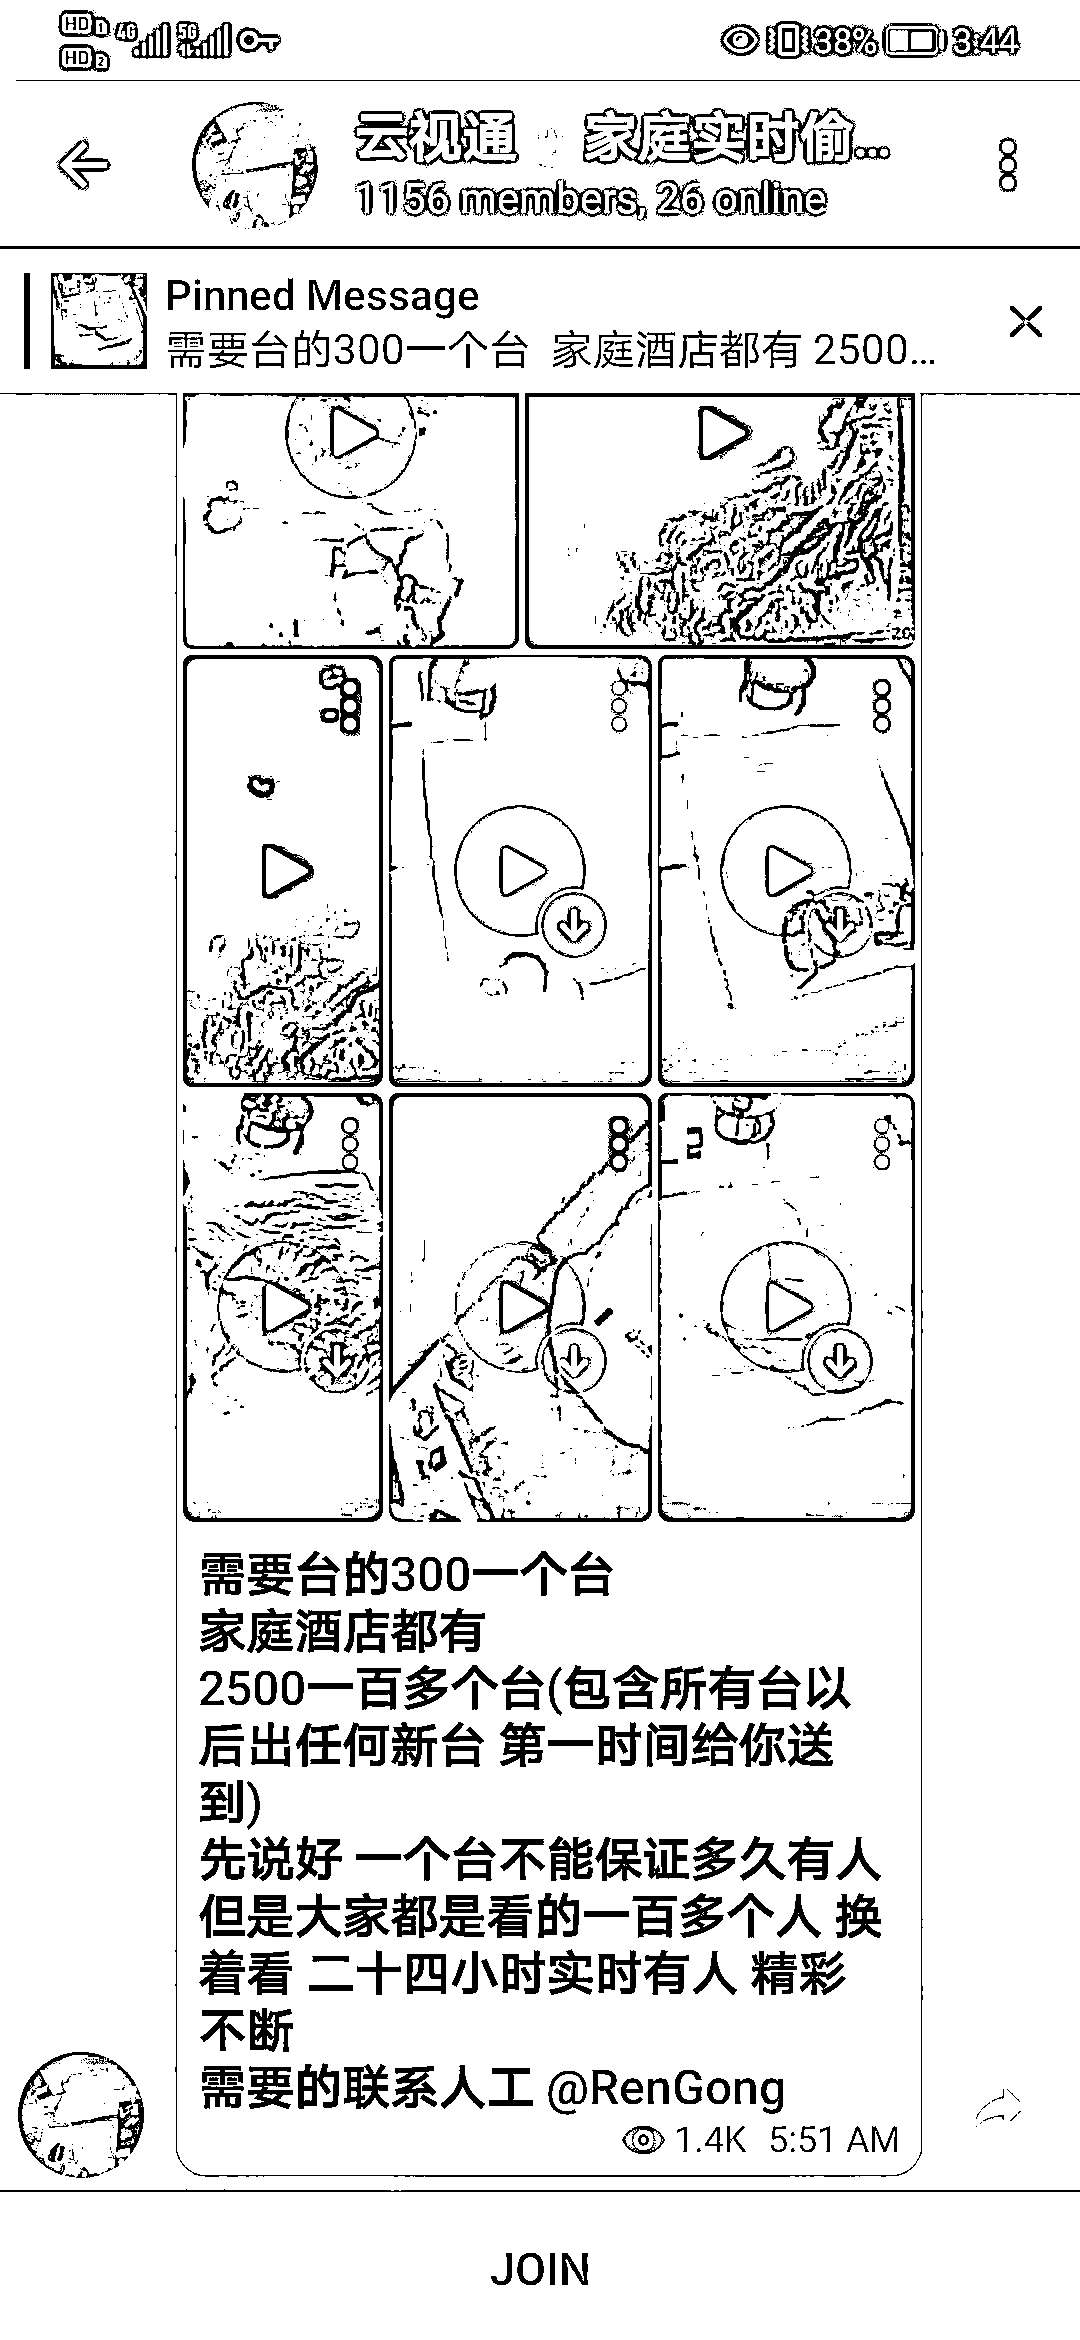 HD 1 4G 5G 38% 3:44
HD 2
云视通 家庭实时偷...
1156 members, 26 online
Pinned Message
需要台的300一个台 家庭酒店都有 2500...
需要台的300一个台
家庭酒店都有
2500一百多个台(包含所有台以
后出任何新台 第一时间给你送
到)
先说好 一个台不能保证多久有人
但是大家都是看的一百多个人 换
着看 二十四小时实时有人 精彩
不断
需要的联系人工 @RenGong
1.4K 5:51 AM
JOIN